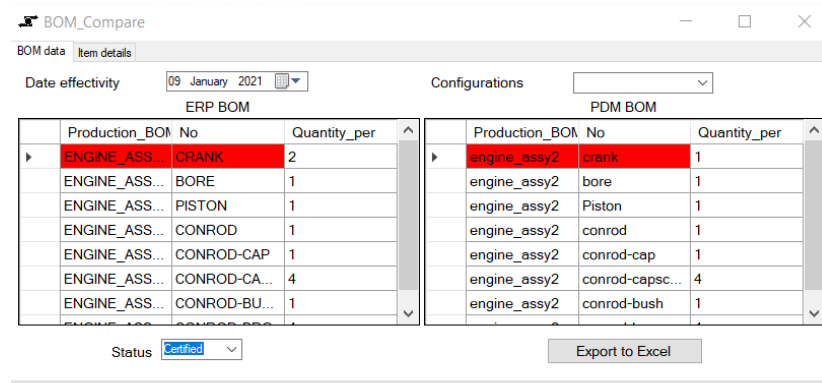 BOM_Compare
BOM data Item details
Date effectivity 09 January 2021 Configurations
ERP BOM PDM BOM
Production_BOM No Quantity_per Production_BOM No Quantity_per
ENGINE_ASS... CRANK 2 engine_assy2 crank 1
ENGINE_ASS... BORE 1 engine_assy2 bore 1
ENGINE_ASS... PISTON 1 engine_assy2 Piston 1
ENGINE_ASS... CONROD 1 engine_assy2 conrod 1
ENGINE_ASS... CONROD-CAP 1 engine_assy2 conrod-cap 1
ENGINE_ASS... CONROD-CA... 4 engine_assy2 conrod-capsc... 4
ENGINE_ASS... CONROD-BU... 1 engine_assy2 conrod-bush 1
Status Certified Export to Excel